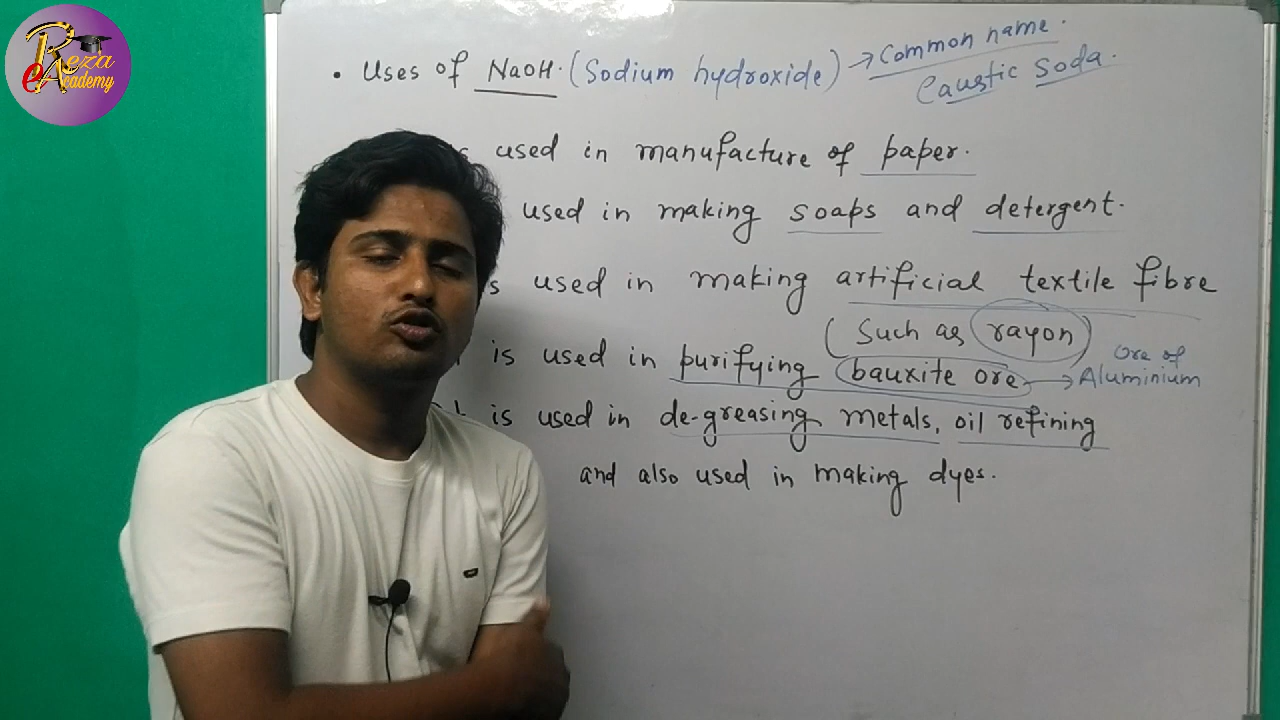 Reza
eAcademy
• Uses of NaOH. (Sodium hydroxide) → Common name.
Caustic Soda.
used in manufacture of paper.
used in making soaps and detergent.
s used in making artificial textile fibre
(Such as rayon)
is used in purifying bauxite ore → Ore of
Aluminium
is used in de-greasing metals, oil refining
and also used in making dyes.